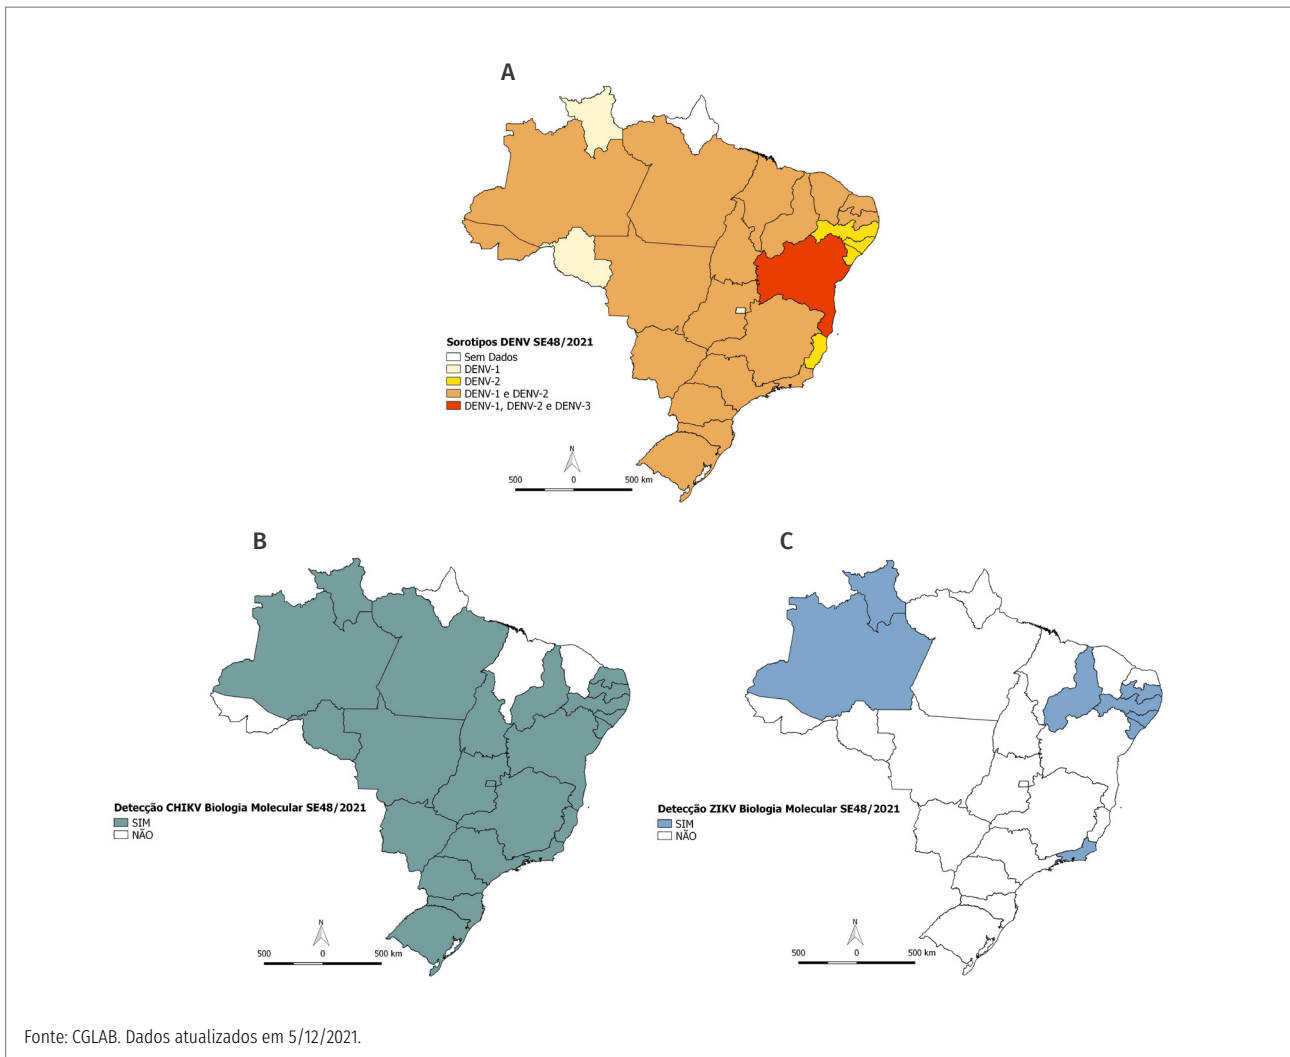 A
Sorotipos DENV SE48/2021
Sem Dados
DENV-1
DENV-2
DENV-1 e DENV-2
DENV-1, DENV-2 e DENV-3
N
500 0 500 km
B
Detecção CHIKV Biologia Molecular SE48/2021
SIM
NÃO
N
500 0 500 km
C
Detecção ZIKV Biologia Molecular SE48/2021
SIM
NÃO
N
500 0 500 km
Fonte: CGLAB. Dados atualizados em 5/12/2021.